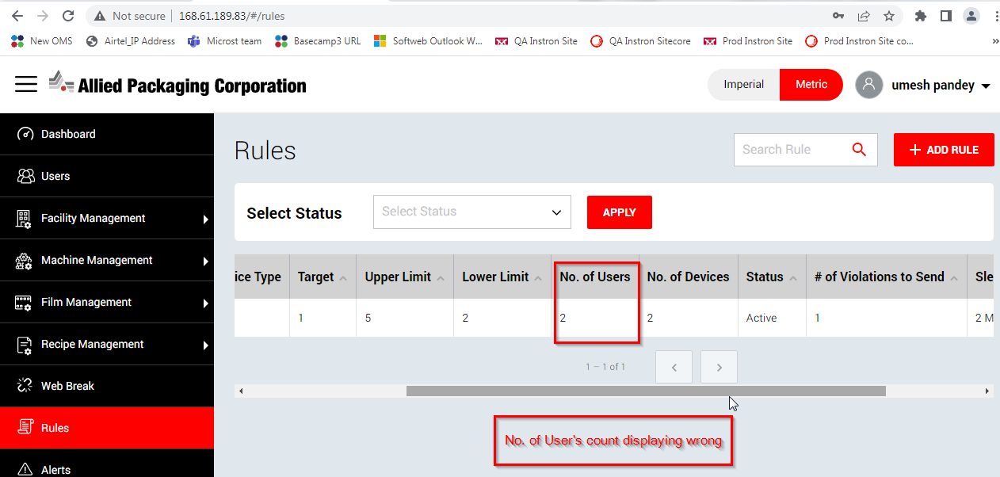 Not secure | 168.61.189.83/#/rules
New OMS Airtel_IP Address Microst team Basecamp3 URL Softweb Outlook W... QA Instron Site QA Instron Sitecore Prod Instron Site Prod Instron Site co... »
Allied Packaging Corporation Imperial Metric umesh pandey
Dashboard
Users
Facility Management
Machine Management
Film Management
Recipe Management
Web Break
Rules
Alerts
Rules Search Rule + ADD RULE
Select Status Select Status APPLY
ice Type Target Upper Limit Lower Limit No. of Users No. of Devices Status # of Violations to Send Sle
1 5 2 2 2 Active 1 2 M
1 – 1 of 1 < >
No. of User's count displaying wrong